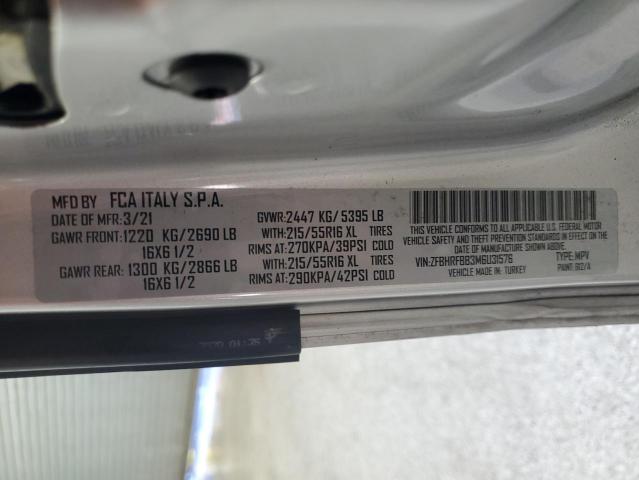 MFD BY FCA ITALY S.P.A.
DATE OF MFR: 3/21
GAWR FRONT: 1220 KG/2690 LB
16X6 1/2
GAWR REAR: 1300 KG/2866 LB
16X6 1/2
GVWR: 2447 KG/ 5395 LB
WITH: 215/55R16 XL TIRES
RIMS AT: 270KPA/39PSI COLD
WITH: 215/55R16 XL TIRES
RIMS AT: 290KPA/42PSI COLD
THIS VEHICLE CONFORMS TO ALL APPLICABLE U.S. FEDERAL MOTOR
VEHICLE SAFETY STANDARDS IN EFFECT ON THE
DATE OF MANUFACTURE SHOWN ABOVE.
VIN: ZFBHRFBB3M6U31576 TYPE: MPV
VEHICLE MADE IN: TURKEY PAINT: 612/A